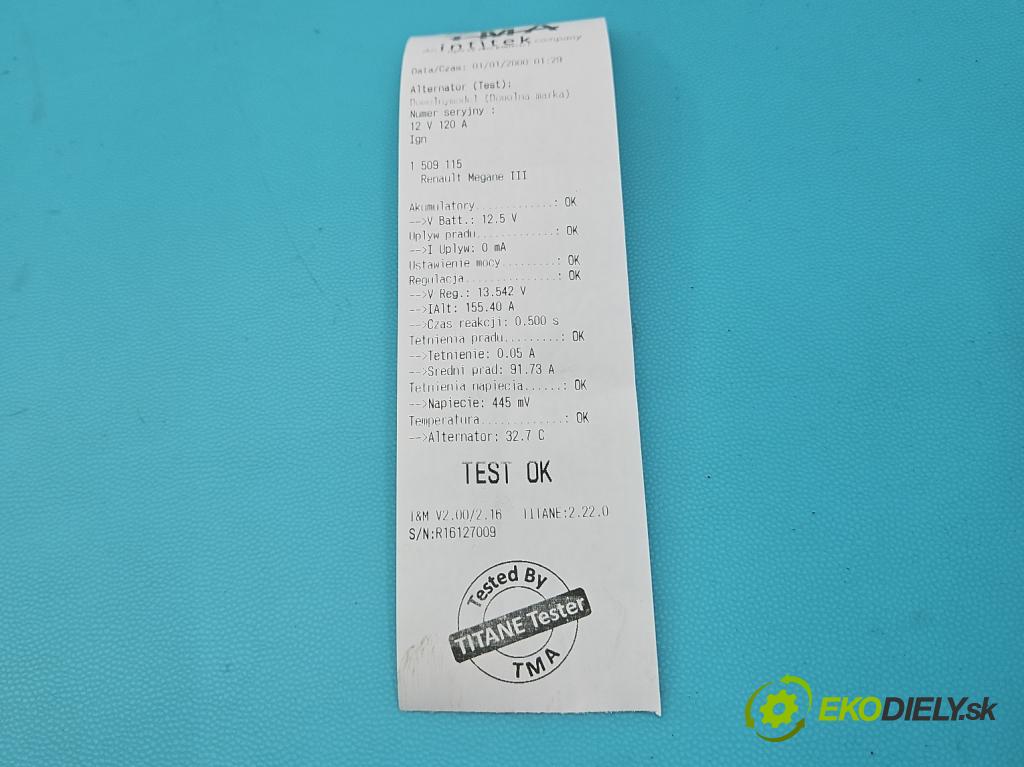 TMA
intitek
company
Data/Czas: 01/01/2000 01:29
Alternator (Test):
Dowolnymodel (Dowolna marka)
Numer seryjny :
12 V 120 A
Ign
1 509 115
Renault Megane III
Akumulatory.............: OK
-->V Batt.: 12.5 V
Uplyw pradu.............: OK
-->I Uplyw: 0 mA
Ustawienie mocy.........: OK
Regulacja...............: OK
-->V Reg.: 13.542 V
-->IAlt: 155.40 A
-->Czas reakcji: 0.500 s
Tetnienia pradu.........: OK
-->Tetnienie: 0.05 A
-->Sredni prad: 91.73 A
Tetnienia napiecia......: OK
-->Napiecie: 445 mV
Temperatura.............: OK
-->Alternator: 32.7 C
TEST OK
T&M V2.00/2.16 TITANE:2.22.0
S/N:R16127009
Tested By
TITANE Tester
TMA
EKODIELY.sk